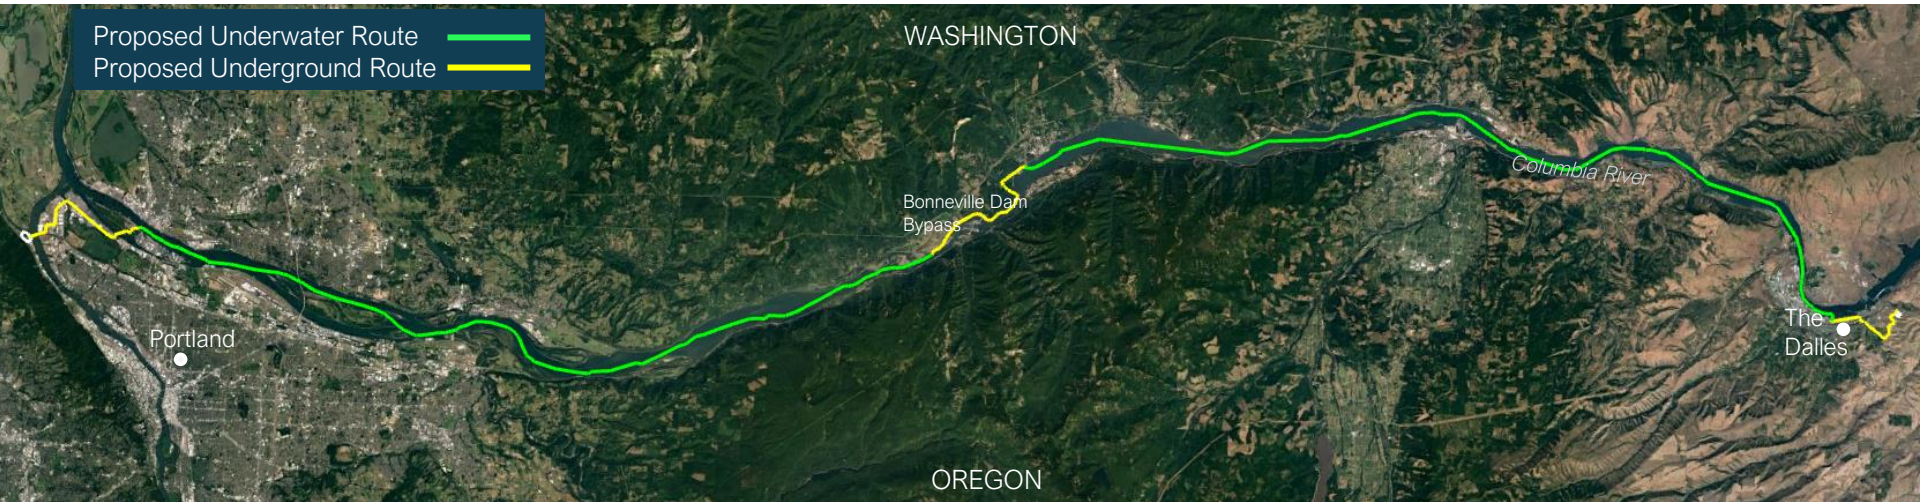 Proposed Underwater Route
Proposed Underground Route
WASHINGTON
Columbia River
Bonneville Dam
Bypass
Portland
The
Dalles
OREGON